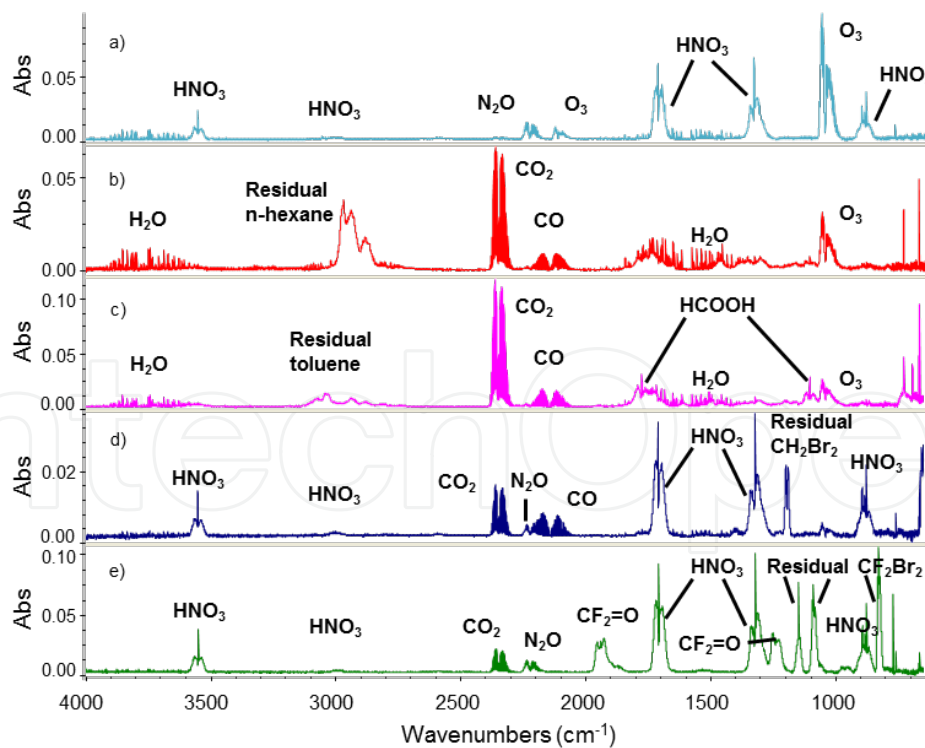 a)
Abs
0.05
0.00
HNO₃
HNO₃
N₂O
O₃
HNO₃
O₃
HNO
b)
Abs
0.05
0.00
H₂O
Residual
n-hexane
CO₂
CO
H₂O
O₃
c)
Abs
0.10
0.05
0.00
H₂O
Residual
toluene
CO₂
CO
HCOOH
H₂O
O₃
d)
Abs
0.02
0.00
HNO₃
HNO₃
CO₂
N₂O
CO
HNO₃
Residual
CH₂Br₂
HNO₃
e)
Abs
0.10
0.05
0.00
HNO₃
HNO₃
CO₂
N₂O
CF₂=O
HNO₃
CF₂=O
Residual
CF₂Br₂
HNO₃
4000 3500 3000 2500 2000 1500 1000
Wavenumbers (cm⁻¹)
ntechOpe